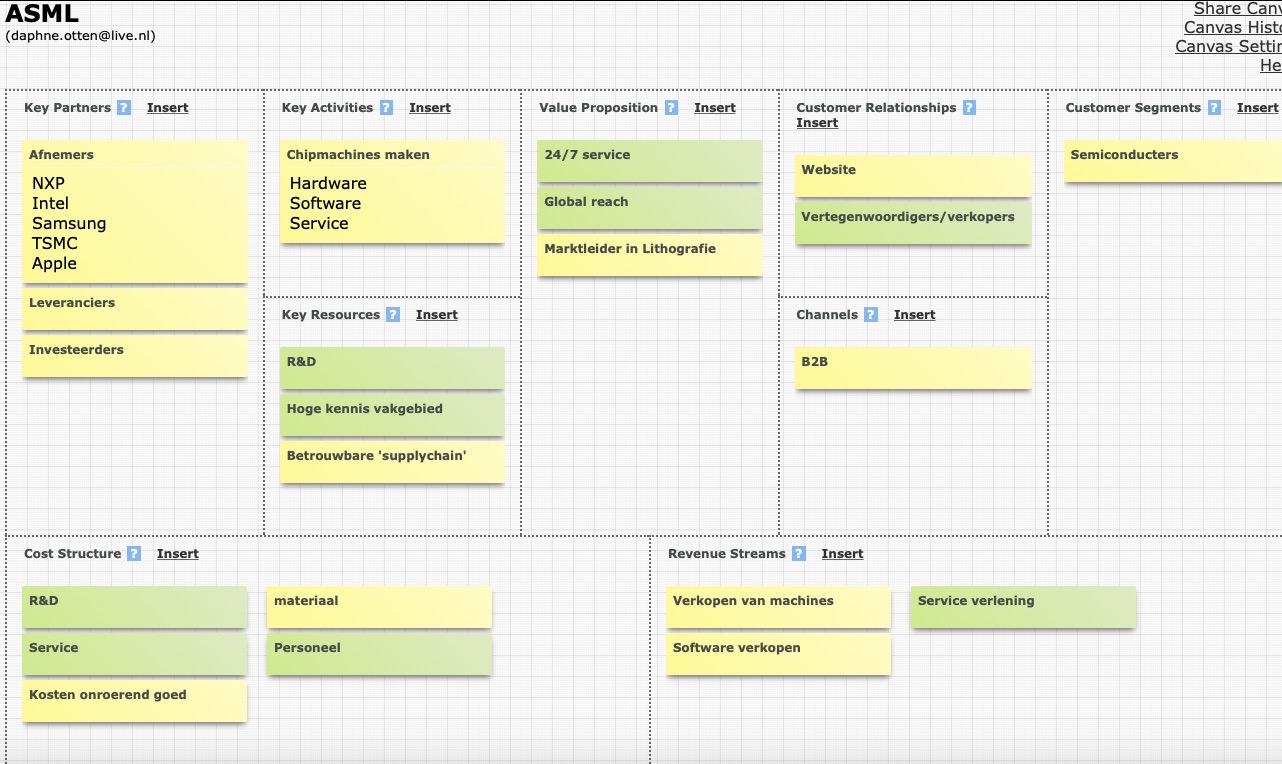 ASML
(daphne.otten@live.nl)
Share Canv
Canvas Histo
Canvas Settin
He
Key Partners ? Insert
Afnemers
NXP
Intel
Samsung
TSMC
Apple
Leveranciers
Investeerders
Key Activities ? Insert
Chipmachines maken
Hardware
Software
Service
Key Resources ? Insert
R&D
Hoge kennis vakgebied
Betrouwbare 'supplychain'
Value Proposition ? Insert
24/7 service
Global reach
Marktleider in Lithografie
Customer Relationships ?
Insert
Website
Vertegenwoordigers/verkopers
Channels ? Insert
B2B
Customer Segments ? Insert
Semiconducters
Cost Structure ? Insert
R&D
Service
Kosten onroerend goed
materiaal
Personeel
Revenue Streams ? Insert
Verkopen van machines
Software verkopen
Service verlening